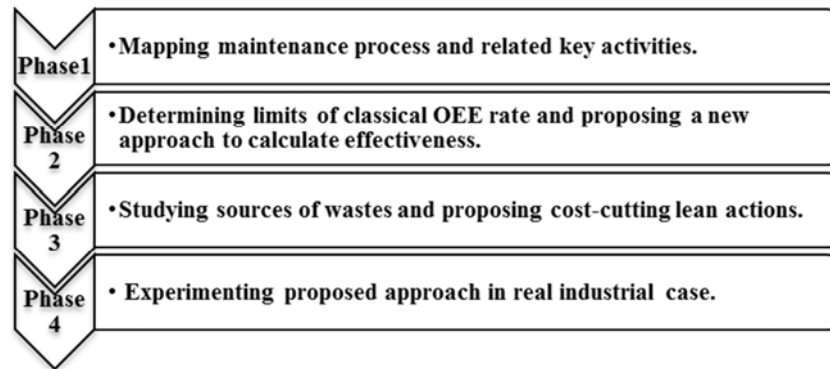 Phase1
•Mapping maintenance process and related key activities.
Phase
2
•Determining limits of classical OEE rate and proposing a new
approach to calculate effectiveness.
Phase
3
•Studying sources of wastes and proposing cost-cutting lean actions.
Phase
4
• Experimenting proposed approach in real industrial case.